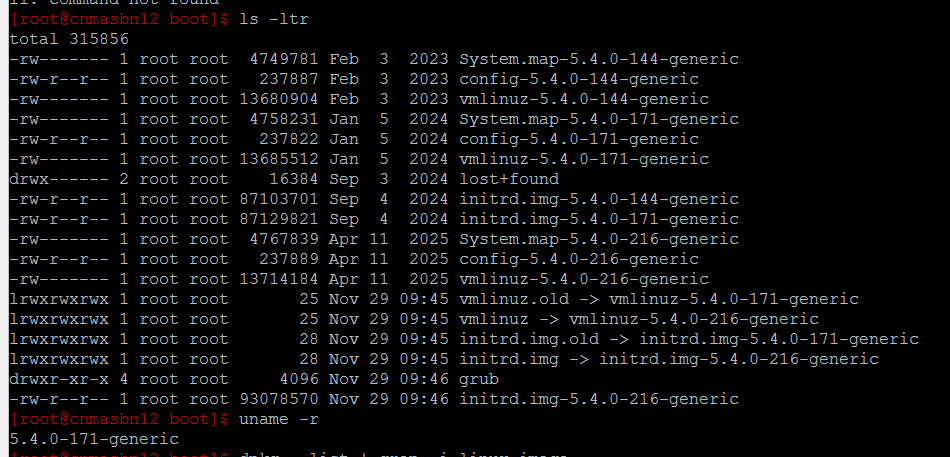 [root@cnmasbn12 boot]$ ls -ltr
total 315856
-rw------- 1 root root  4749781 Feb  3  2023 System.map-5.4.0-144-generic
-rw-r--r-- 1 root root   237887 Feb  3  2023 config-5.4.0-144-generic
-rw------- 1 root root 13680904 Feb  3  2023 vmlinuz-5.4.0-144-generic
-rw------- 1 root root  4758231 Jan  5  2024 System.map-5.4.0-171-generic
-rw-r--r-- 1 root root   237822 Jan  5  2024 config-5.4.0-171-generic
-rw------- 1 root root 13685512 Jan  5  2024 vmlinuz-5.4.0-171-generic
drwx------ 2 root root    16384 Sep  3  2024 lost+found
-rw-r--r-- 1 root root 87103701 Sep  4  2024 initrd.img-5.4.0-144-generic
-rw-r--r-- 1 root root 87129821 Sep  4  2024 initrd.img-5.4.0-171-generic
-rw------- 1 root root  4767839 Apr 11  2025 System.map-5.4.0-216-generic
-rw-r--r-- 1 root root   237889 Apr 11  2025 config-5.4.0-216-generic
-rw------- 1 root root 13714184 Apr 11  2025 vmlinuz-5.4.0-216-generic
lrwxrwxrwx 1 root root       25 Nov 29 09:45 vmlinuz.old -> vmlinuz-5.4.0-171-generic
lrwxrwxrwx 1 root root       25 Nov 29 09:45 vmlinuz -> vmlinuz-5.4.0-216-generic
lrwxrwxrwx 1 root root       28 Nov 29 09:45 initrd.img.old -> initrd.img-5.4.0-171-generic
lrwxrwxrwx 1 root root       28 Nov 29 09:45 initrd.img -> initrd.img-5.4.0-216-generic
drwxr-xr-x 4 root root     4096 Nov 29 09:46 grub
-rw-r--r-- 1 root root 93078570 Nov 29 09:46 initrd.img-5.4.0-216-generic
[root@cnmasbn12 boot]$ uname -r
5.4.0-171-generic